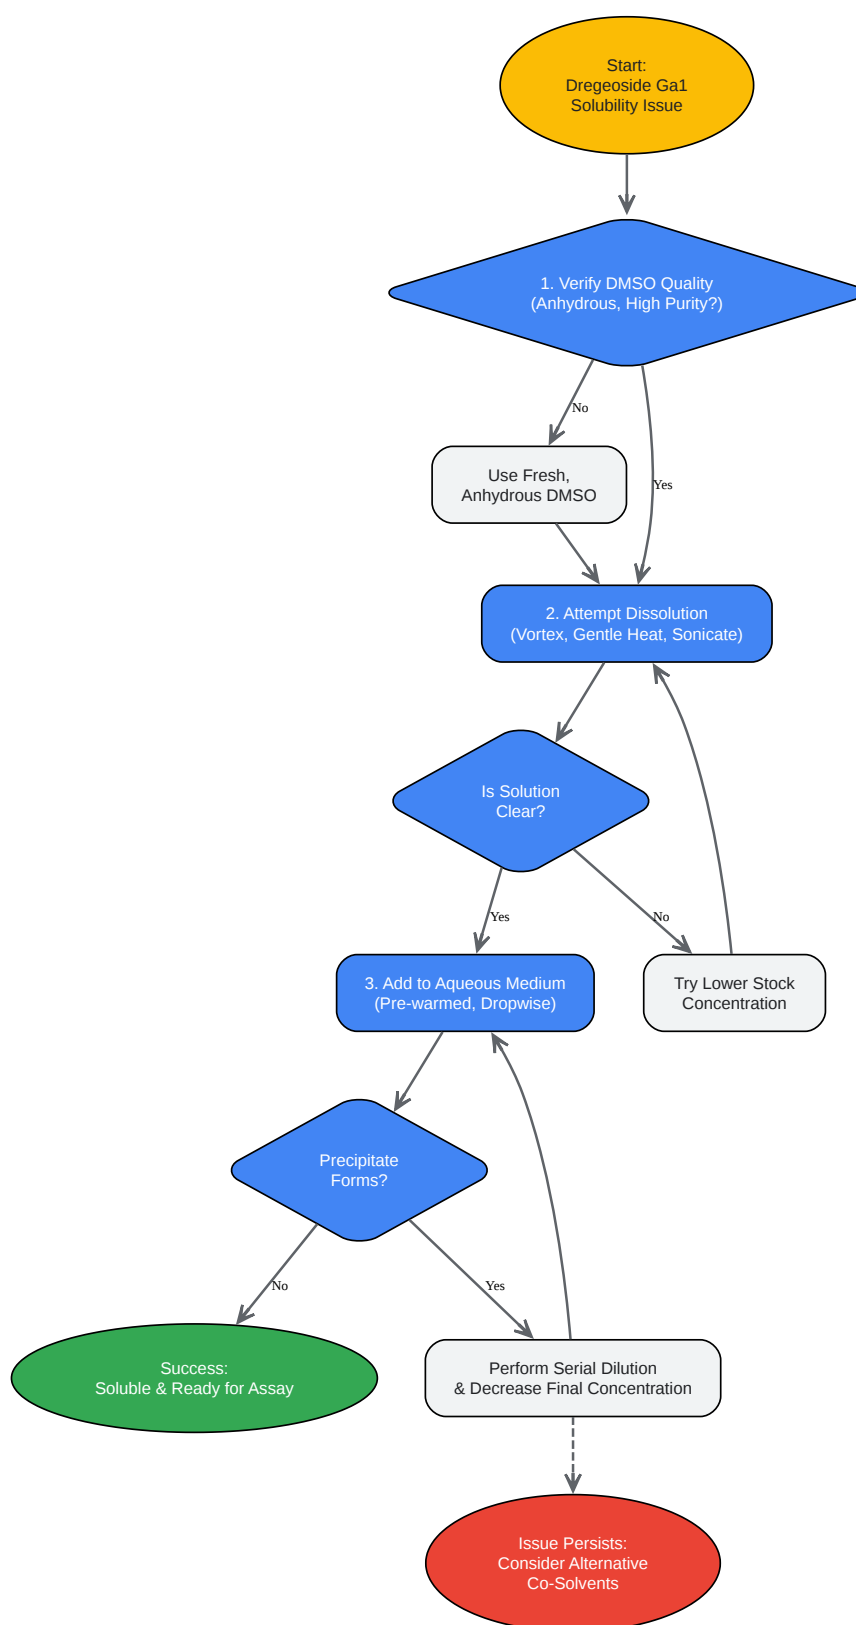 Start:
Dregeoside Ga1
Solubility Issue
1. Verify DMSO Quality
(Anhydrous, High Purity?)
No
Use Fresh,
Anhydrous DMSO
Yes
2. Attempt Dissolution
(Vortex, Gentle Heat, Sonicate)
Is Solution
Clear?
Yes
No
3. Add to Aqueous Medium
(Pre-warmed, Dropwise)
Try Lower Stock
Concentration
Precipitate
Forms?
No
Yes
Success:
Soluble & Ready for Assay
Perform Serial Dilution
& Decrease Final Concentration
Issue Persists:
Consider Alternative
Co-Solvents